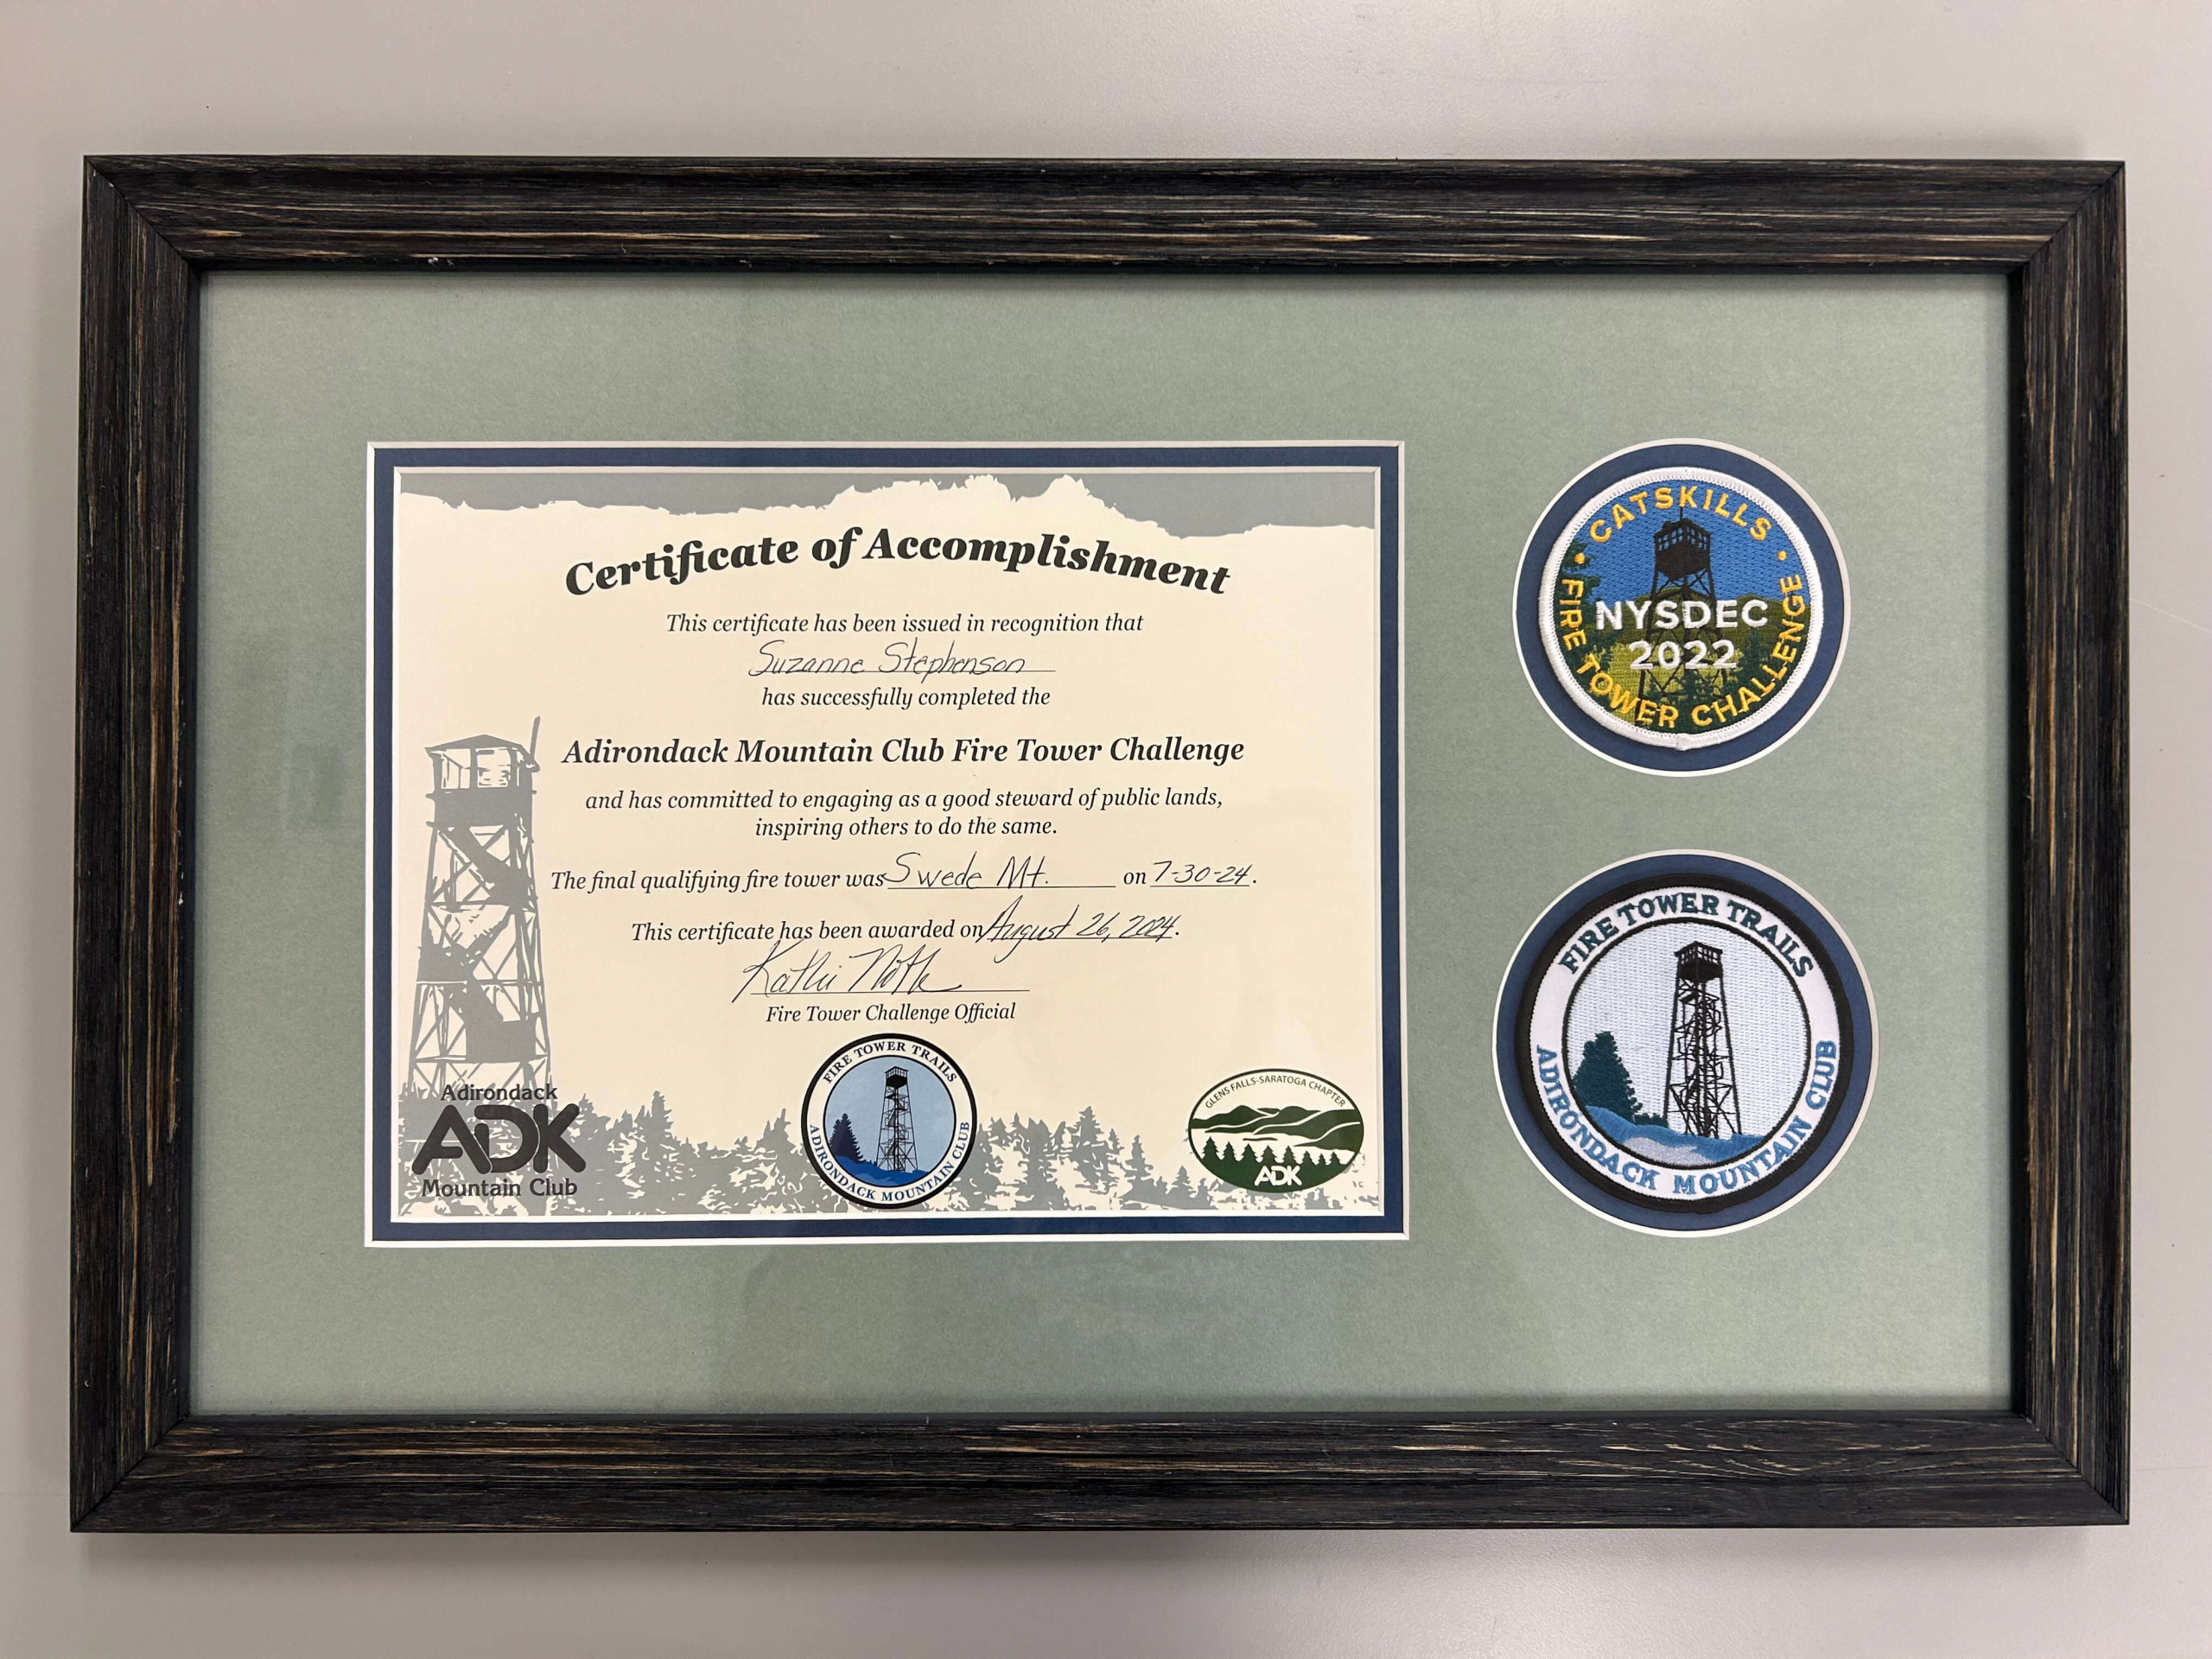 Certificate of Accomplishment
This certificate has been issued in recognition that
Suzanne Stephenson
has successfully completed the
Adirondack Mountain Club Fire Tower Challenge
and has committed to engaging as a good steward of public lands,
inspiring others to do the same.
The final qualifying fire tower was Swede Mt. on 7-30-24.
This certificate has been awarded on August 26, 2024.
Kathi Noth
Fire Tower Challenge Official
Adirondack
ADK
Mountain Club
FIRE TOWER TRAILS
ADIRONDACK MOUNTAIN CLUB
GLENS FALLS-SARATOGA CHAPTER
ADK
• CATSKILLS •
FIRE TOWER CHALLENGE
NYSDEC
2022
FIRE TOWER TRAILS
ADIRONDACK MOUNTAIN CLUB